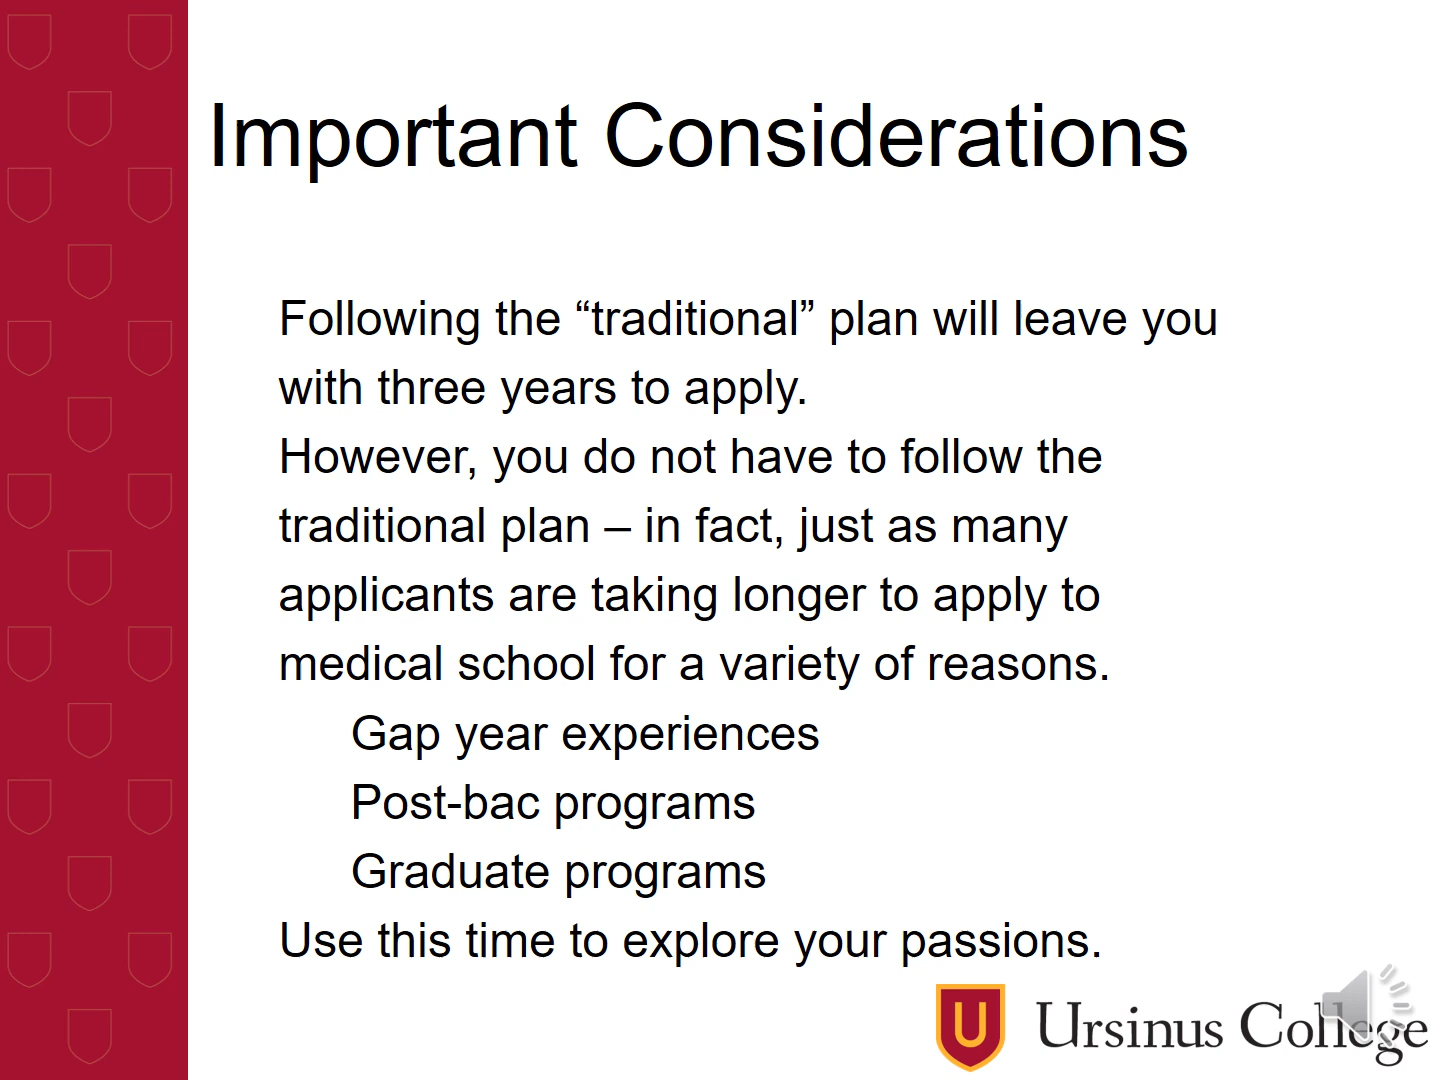 Important Considerations
Following the “traditional” plan will leave you
with three years to apply.
However, you do not have to follow the
traditional plan – in fact, just as many
applicants are taking longer to apply to
medical school for a variety of reasons.
Gap year experiences
Post-bac programs
Graduate programs
Use this time to explore your passions.
U Ursinus College